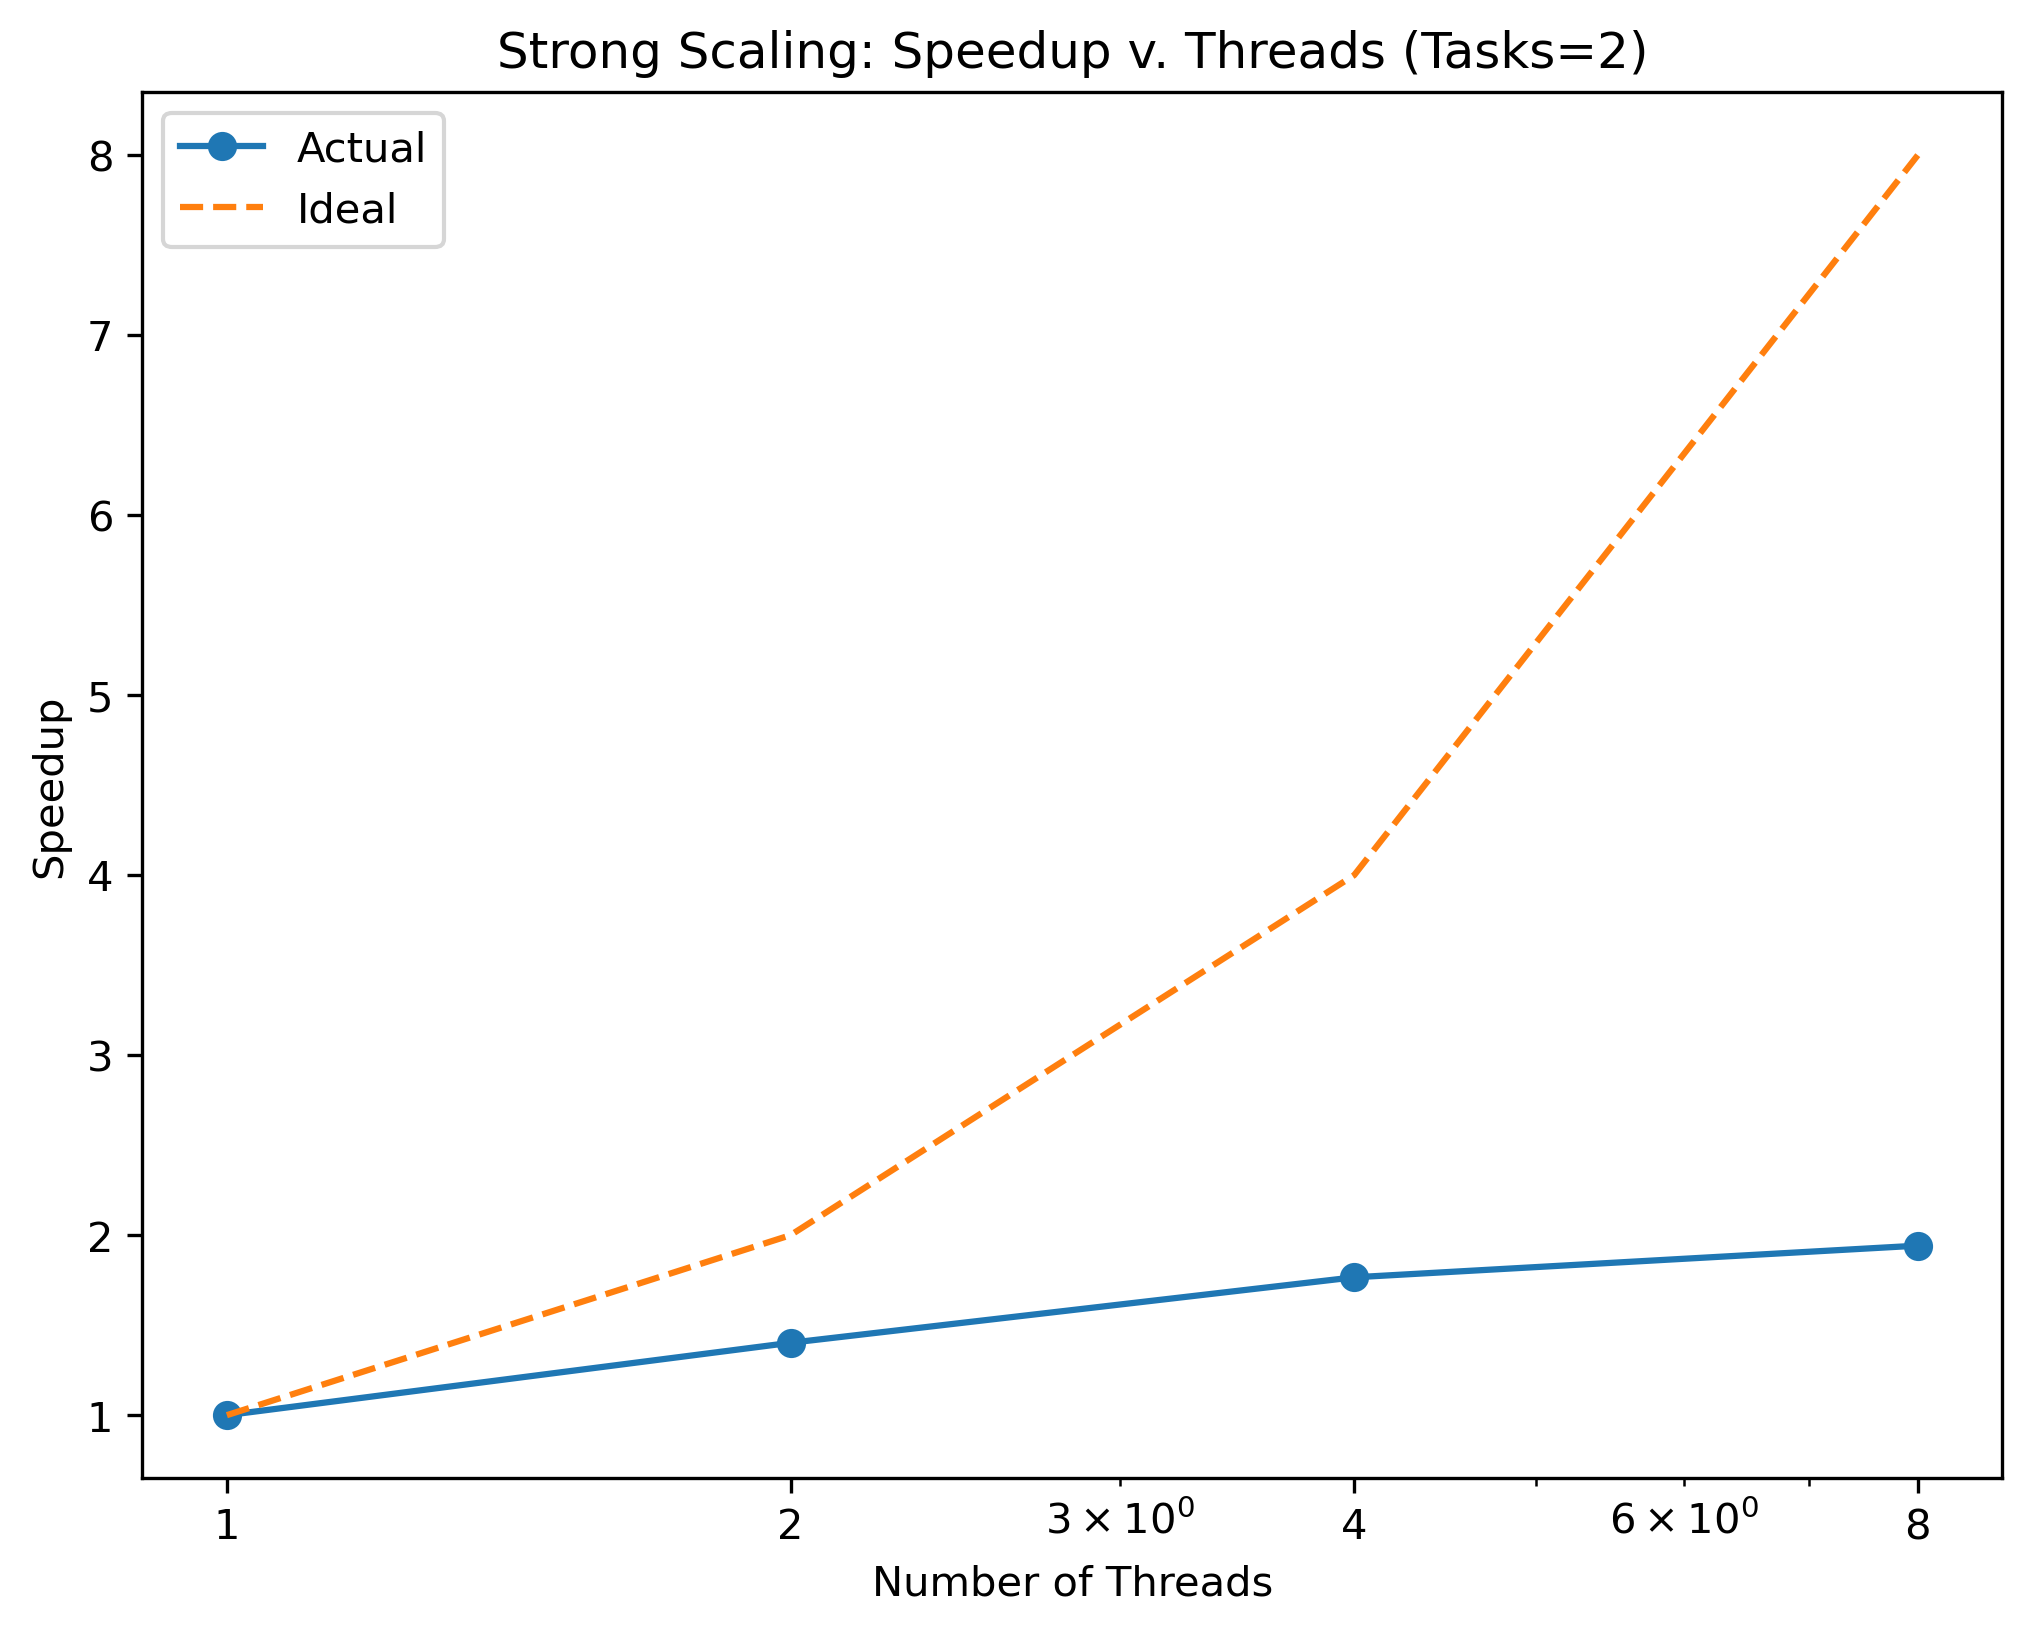 Strong Scaling: Speedup v. Threads (Tasks=2)
Actual
Ideal
8
7
6
5
4
3
2
1
Speedup
1 2 3 × 10⁰ 4 6 × 10⁰ 8
Number of Threads